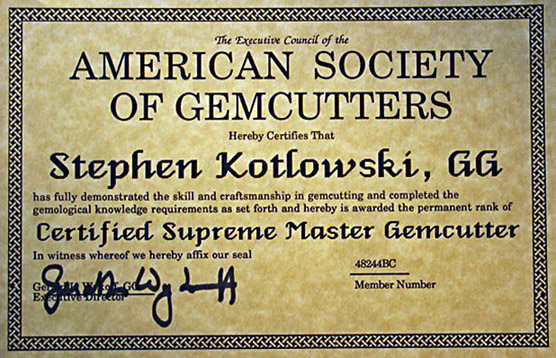 The Executive Council of the
AMERICAN SOCIETY
OF GEMCUTTERS
Hereby Certifies That
Stephen Kotlowski, GG
has fully demonstrated the skill and craftsmanship in gemcutting and completed the
gemological knowledge requirements as set forth and hereby is awarded the permanent rank of
Certified Supreme Master Gemcutter
In witness whereof we hereby affix our seal
48244BC
Member Number
GG
Executive Director